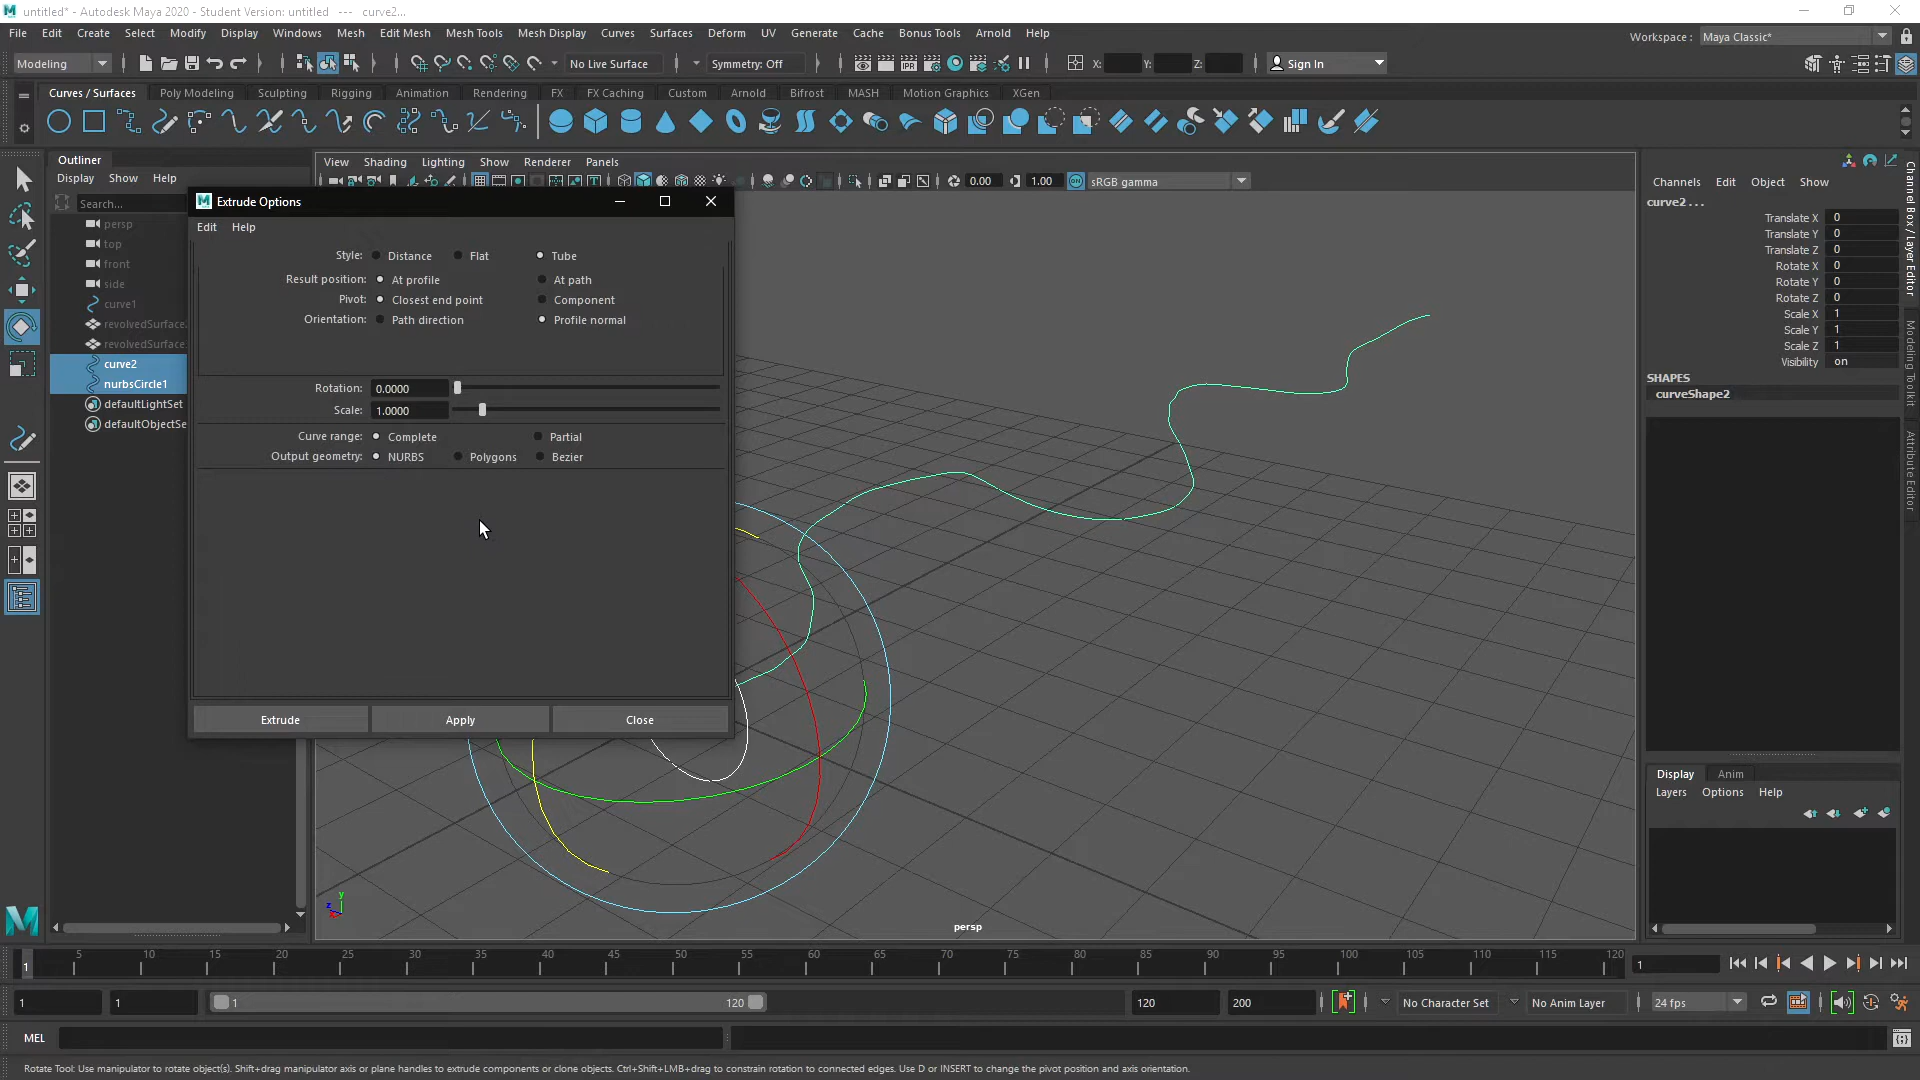 untitled* - Autodesk Maya 2020 - Student Version: untitled --- curve2...
File Edit Create Select Modify Display Windows Mesh Edit Mesh Mesh Tools Mesh Display Curves Surfaces Deform UV Generate Cache Bonus Tools Arnold Help
Workspace : Maya Classic*
Modeling No Live Surface Symmetry: Off X: Y: Z: Sign In
Curves / Surfaces Poly Modeling Sculpting Rigging Animation Rendering FX FX Caching Custom Arnold Bifrost MASH Motion Graphics XGen
Outliner
Display Show Help
Search...
persp
top
front
side
curve1
revolvedSurface
revolvedSurface
curve2
nurbsCircle1
defaultLightSet
defaultObjectSe
View Shading Lighting Show Renderer Panels
0.00 1.00 ON sRGB gamma
Extrude Options
Edit Help
Style: Distance Flat Tube
Result position: At profile At path
Pivot: Closest end point Component
Orientation: Path direction Profile normal
Rotation: 0.0000
Scale: 1.0000
Curve range: Complete Partial
Output geometry: NURBS Polygons Bezier
Extrude Apply Close
y
z
x
persp
Channels Edit Object Show
curve2 . . .
Translate X 0
Translate Y 0
Translate Z 0
Rotate X 0
Rotate Y 0
Rotate Z 0
Scale X 1
Scale Y 1
Scale Z 1
Visibility on
SHAPES
curveShape2
Channel Box / Layer Editor
Modeling Toolkit
Attribute Editor
Display Anim
Layers Options Help
1 5 10 15 20 25 30 35 40 45 50 55 60 65 70 75 80 85 90 95 100 105 110 115 120 1
1 1 1 120 120 200 No Character Set No Anim Layer 24 fps
MEL
Rotate Tool: Use manipulator to rotate object(s). Shift+drag manipulator axis or plane handles to extrude components or clone objects. Ctrl+Shift+LMB+drag to constrain rotation to connected edges. Use D or INSERT to change the pivot position and axis orientation.